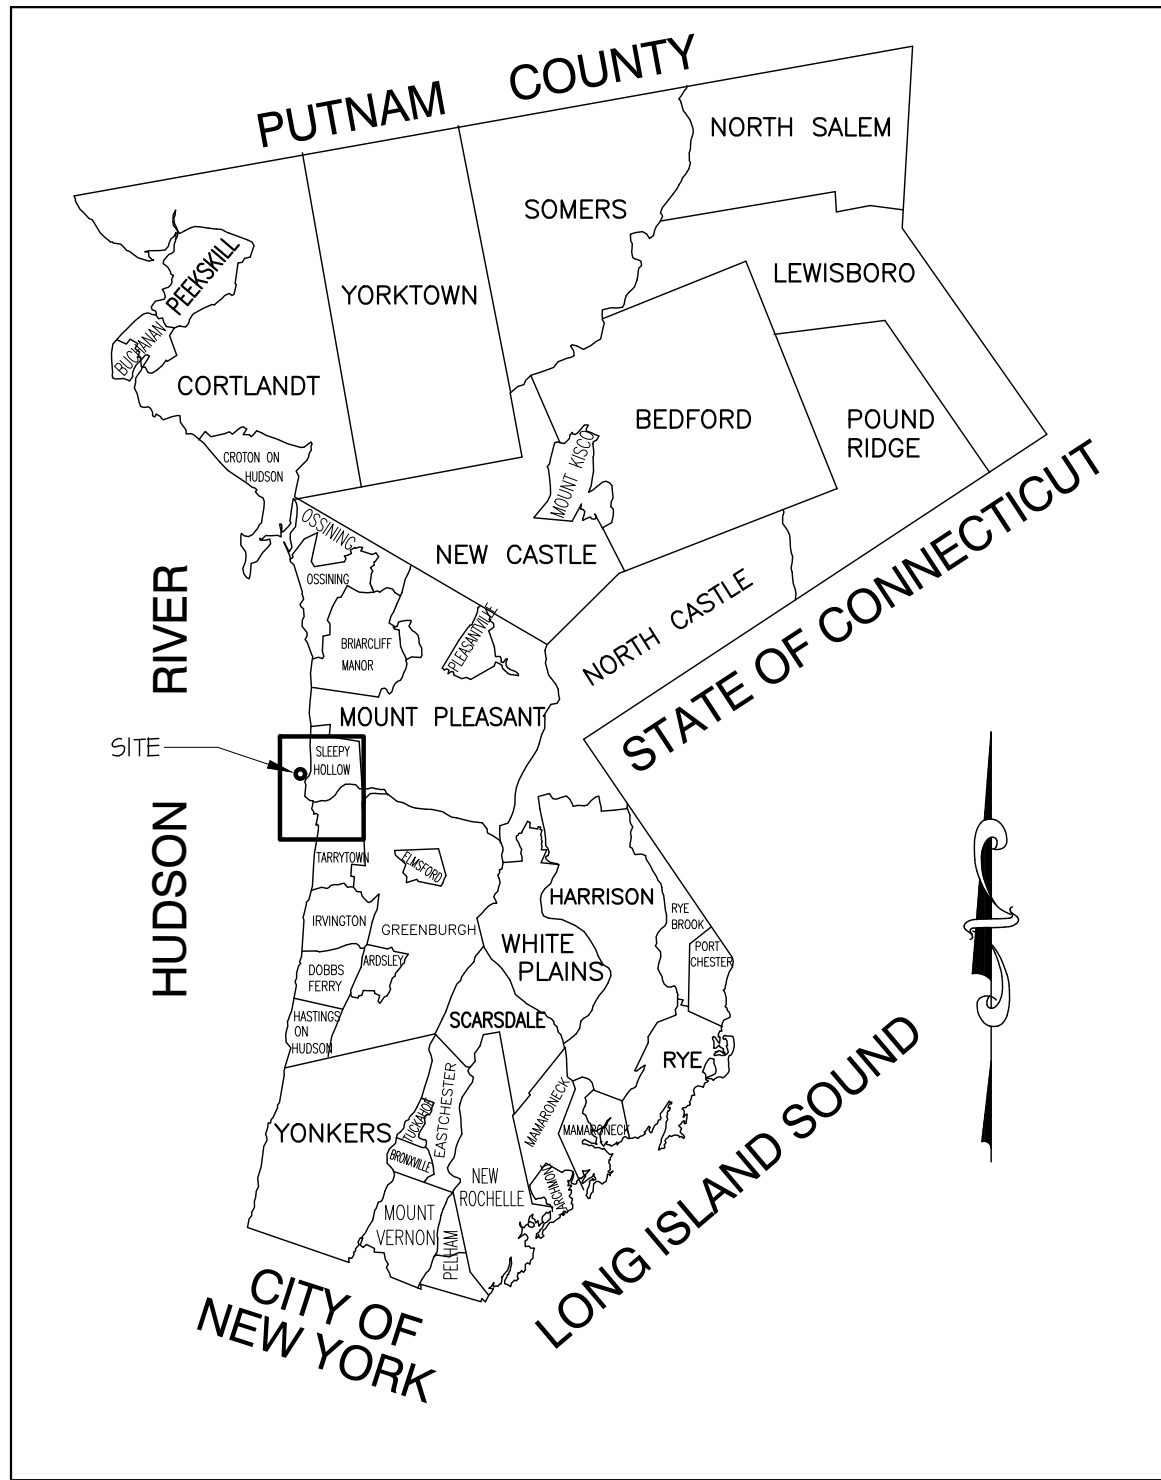 PUTNAM COUNTY
NORTH SALEM
SOMERS
PEEKSKILL
LEWISBORO
YORKTOWN
BUCHANAN
CORTLANDT
BEDFORD
POUND
RIDGE
CROTON ON
HUDSON
MOUNT KISCO
OSSINING
NEW CASTLE
OSSINING
NORTH CASTLE
STATE OF CONNECTICUT
HUDSON RIVER
BRIARCLIFF
MANOR
PLEASANTVILLE
MOUNT PLEASANT
SITE
SLEEPY
HOLLOW
TARRYTOWN
ELMSFORD
HARRISON
RYE
BROOK
IRVINGTON
GREENBURGH
WHITE
PLAINS
PORT
CHESTER
ARDSLEY
DOBBS
FERRY
HASTINGS
ON
HUDSON
SCARSDALE
RYE
YONKERS
TUCKAHOE
EASTCHESTER
MAMARONECK
MAMARONECK
BRONXVILLE
NEW
ROCHELLE
ARCHMON
MOUNT
VERNON
PELHAM
LONG ISLAND SOUND
CITY OF
NEW YORK